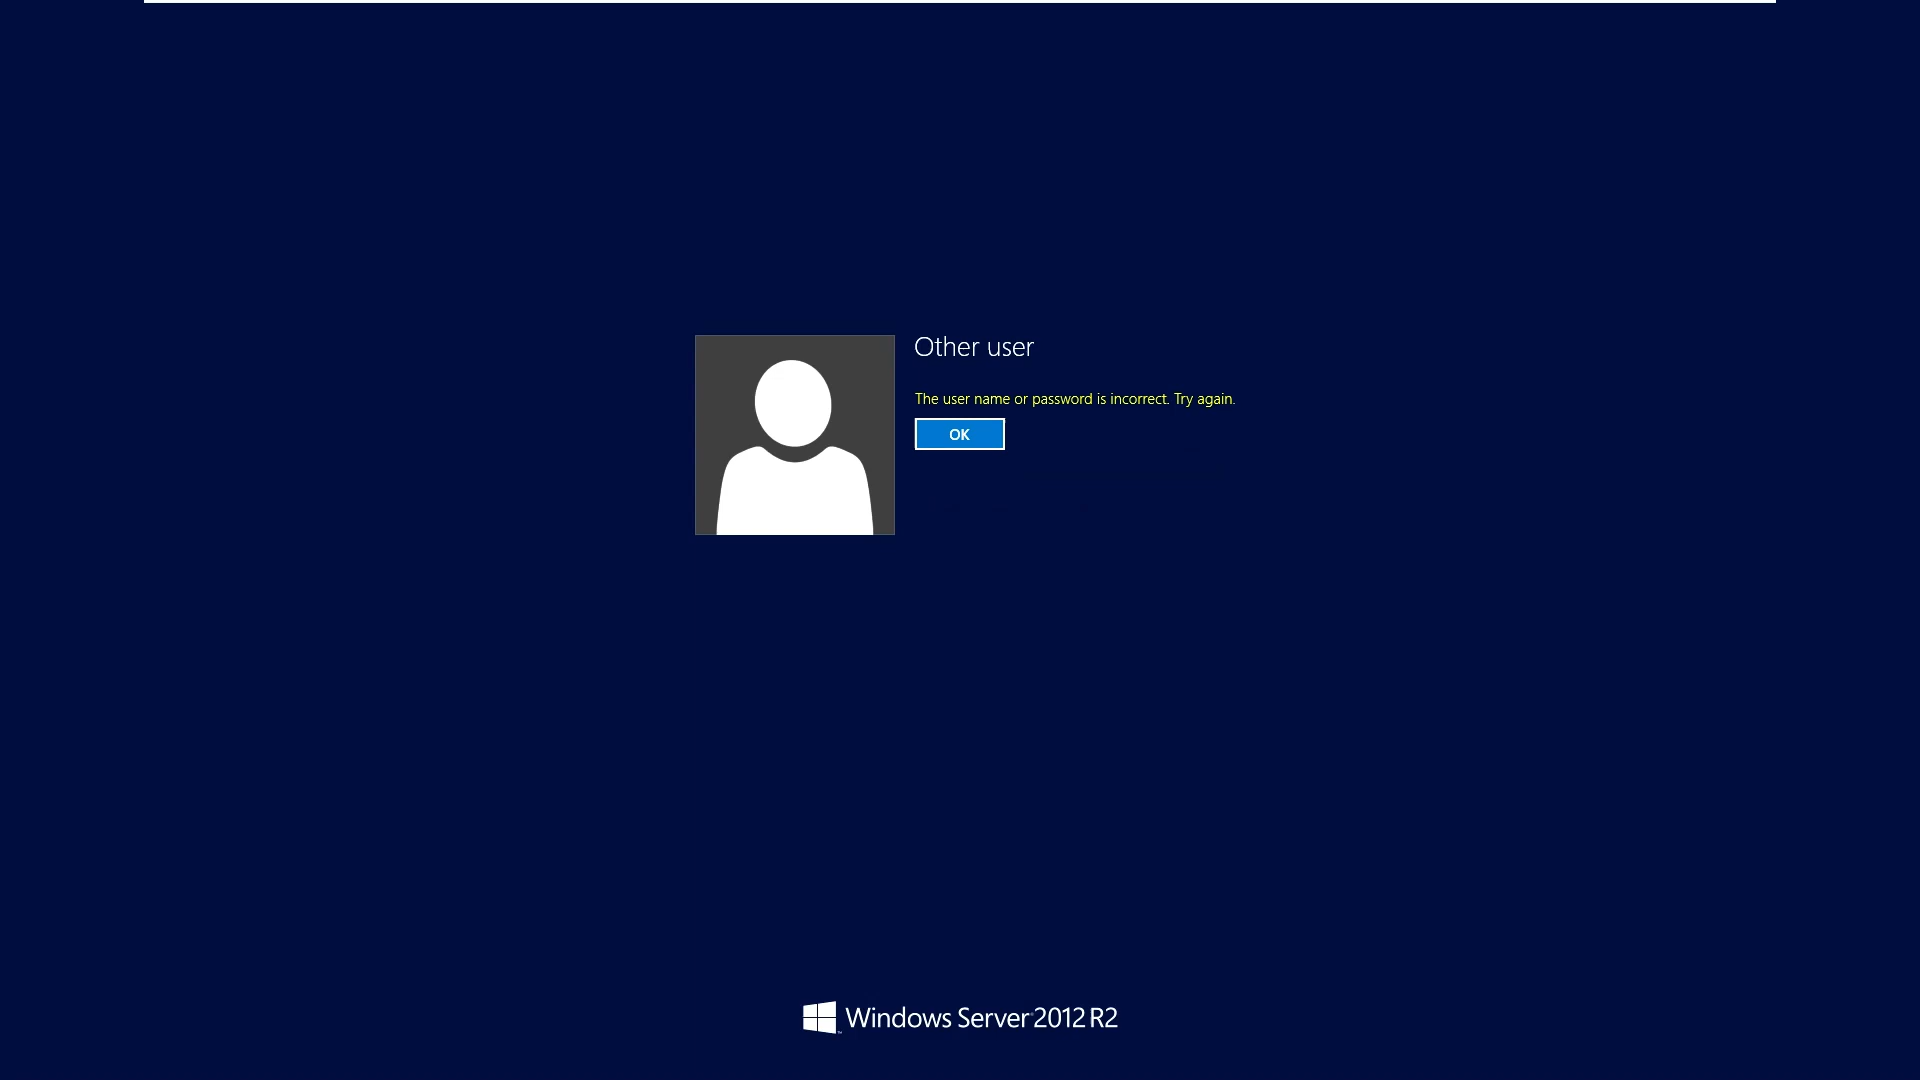 Other user
The user name or password is incorrect. Try again.
OK
Windows Server 2012 R2